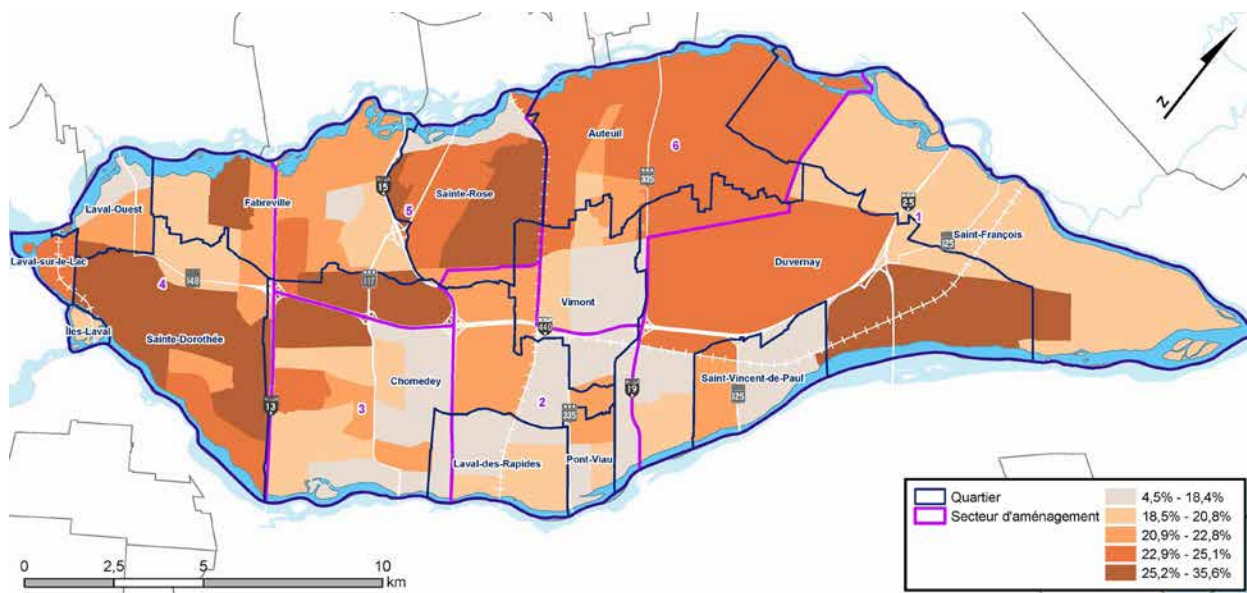 N
Auteuil
6
335
15
Sainte-Rose
Laval-Ouest
Fabreville
5
25
1
125
Saint-François
Laval-sur-le-Lac
4
148
117
Duvernay
Vimont
Îles-Laval
Sainte-Dorothée
440
Chomedey
Saint-Vincent-de-Paul
13
3
2
335
19
125
Laval-des-Rapides
Pont-Viau
Quartier
Secteur d'aménagement
4,5% - 18,4%
18,5% - 20,8%
20,9% - 22,8%
22,9% - 25,1%
25,2% - 35,6%
0 2,5 5 10
km